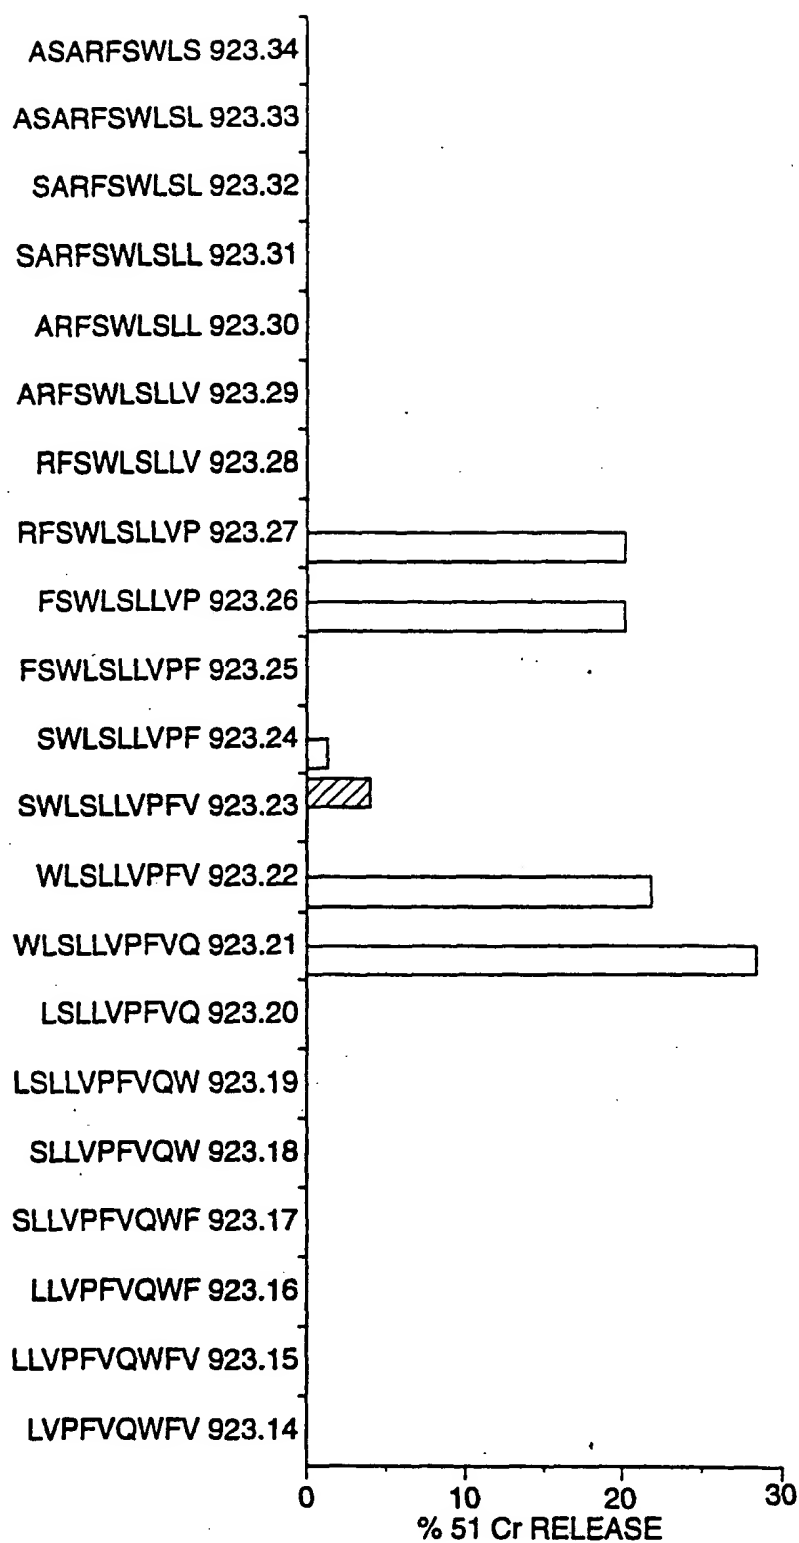 ASARFSWLS 923.34
ASARFSWLSL 923.33
SARFSWLSL 923.32
SARFSWLSLL 923.31
ARFSWLSLL 923.30
ARFSWLSLLV 923.29
RFSWLSLLV 923.28
RFSWLSLLVP 923.27
FSWLSLLVP 923.26
FSWLSLLVPF 923.25
SWLSLLVPF 923.24
SWLSLLVPFV 923.23
WLSLLVPFV 923.22
WLSLLVPFVQ 923.21
LSLLVPFVQ 923.20
LSLLVPFVQW 923.19
SLLVPFVQW 923.18
SLLVPFVQWF 923.17
LLVPFVQWF 923.16
LLVPFVQWFV 923.15
LVPFVQWFV 923.14
0 10 20 30
% 51 Cr RELEASE